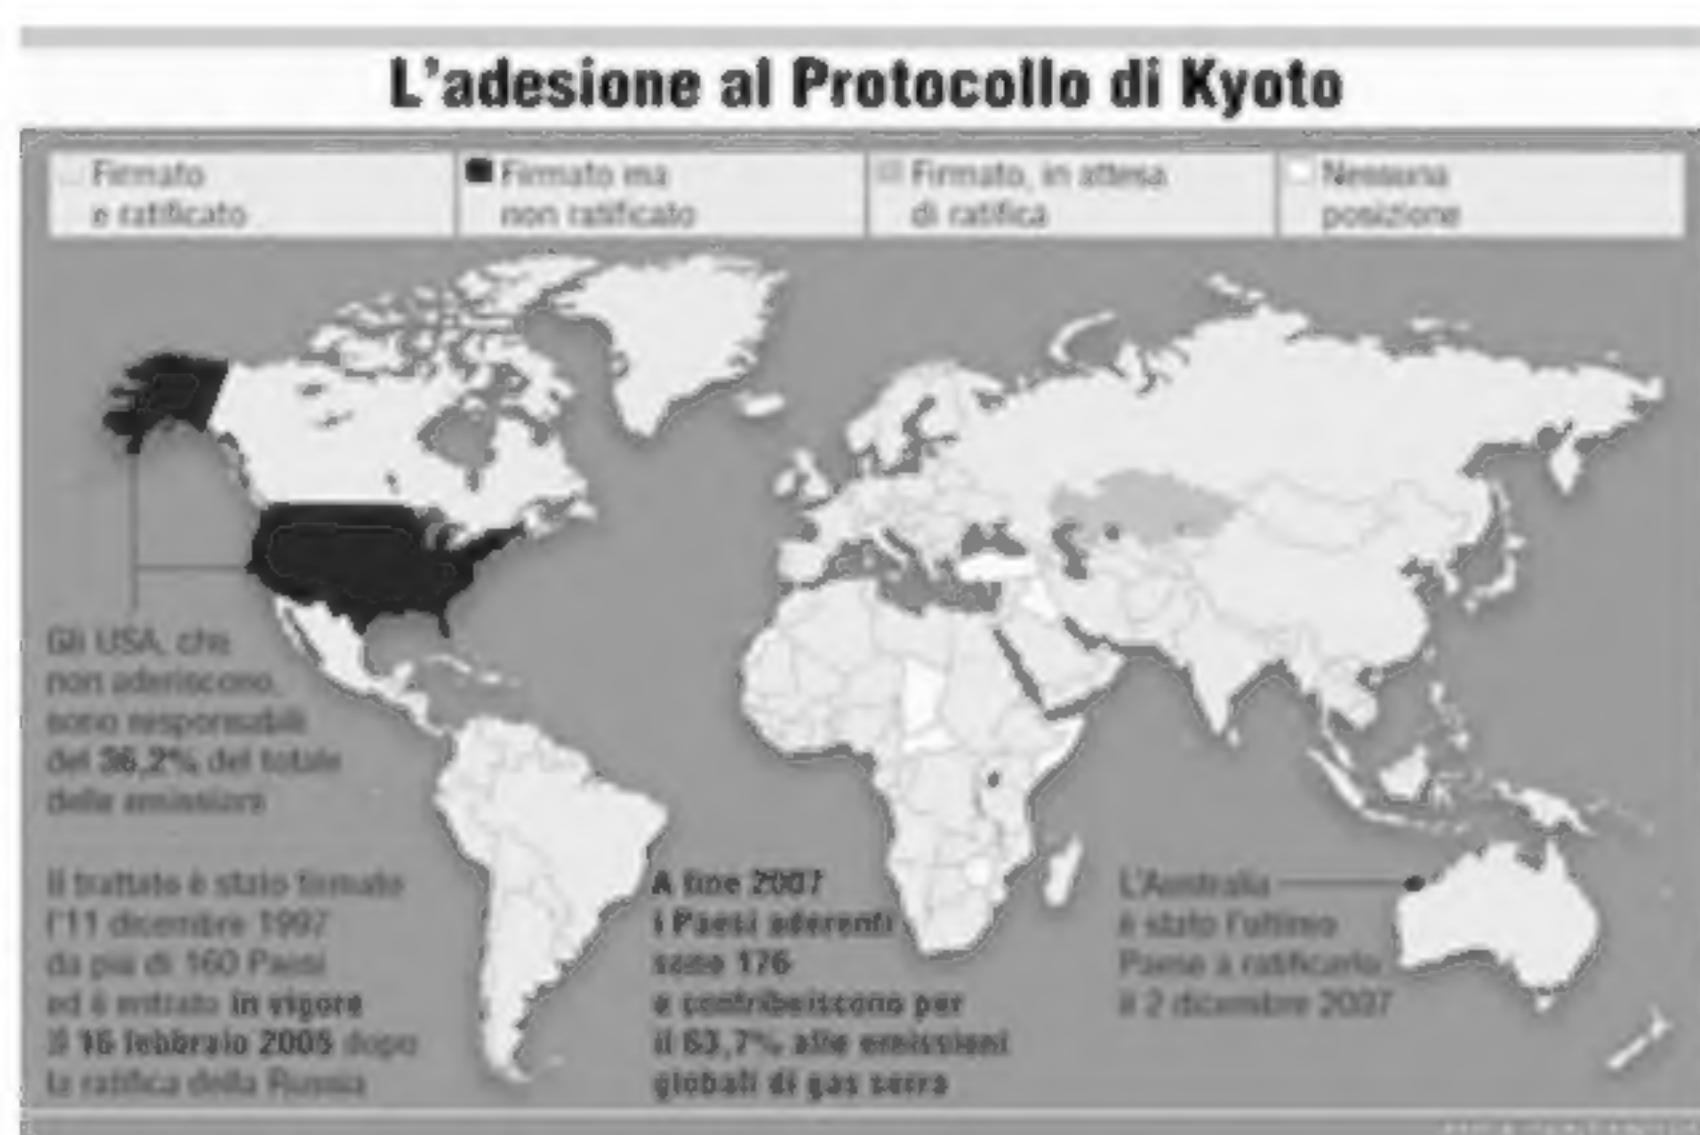 L'adesione al Protocollo di Kyoto
Firmato
e ratificato
Firmato ma
non ratificato
Firmato, in attesa
di ratifica
Nessuna
posizione
Gli USA, che
non aderiscono,
sono responsabili
del 36,2% del totale
delle emissioni
Il trattato è stato firmato
l'11 dicembre 1997
da più di 160 Paesi
ed è entrato in vigore
il 16 febbraio 2005 dopo
la ratifica della Russia
A fine 2007
i Paesi aderenti
sono 176
e contribuiscono per
il 63,7% alle emissioni
globali di gas serra
L'Australia
è stato l'ultimo
Paese a ratificarlo
il 2 dicembre 2007